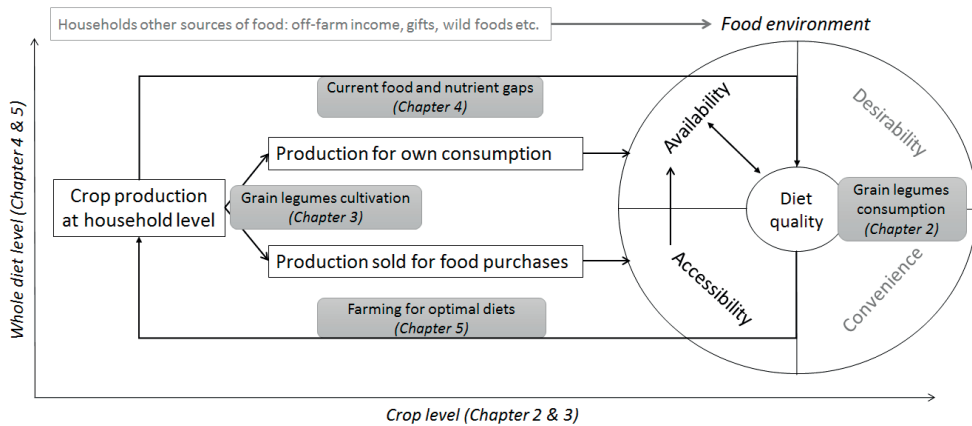 Households other sources of food: off-farm income, gifts, wild foods etc.
Food environment
Whole diet level (Chapter 4 & 5)
Current food and nutrient gaps
(Chapter 4)
Availability
Desirability
Production for own consumption
Crop production
at household level
Grain legumes cultivation
(Chapter 3)
Diet
quality
Grain legumes
consumption
(Chapter 2)
Production sold for food purchases
Accessibility
Convenience
Farming for optimal diets
(Chapter 5)
Crop level (Chapter 2 & 3)